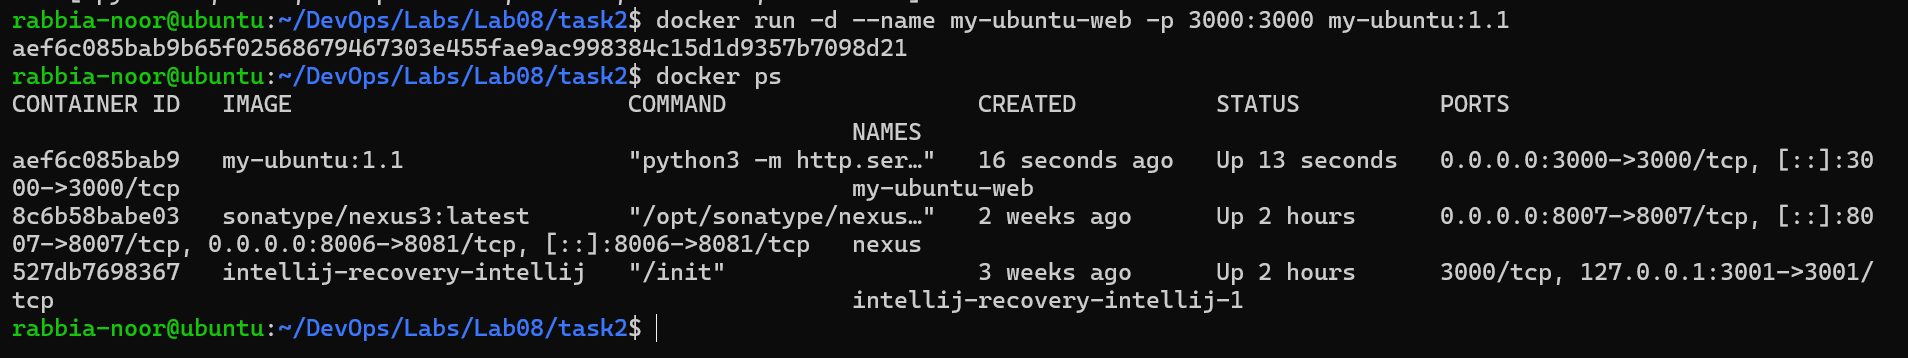 rabbia-noor@ubuntu:~/DevOps/Labs/Lab08/task2$ docker run -d --name my-ubuntu-web -p 3000:3000 my-ubuntu:1.1
aef6c085bab9b65f02568679467303e455fae9ac998384c15d1d9357b7098d21
rabbia-noor@ubuntu:~/DevOps/Labs/Lab08/task2$ docker ps
CONTAINER ID   IMAGE                        COMMAND                  CREATED          STATUS          PORTS
                                                            NAMES
aef6c085bab9   my-ubuntu:1.1                "python3 -m http.ser…"   16 seconds ago   Up 13 seconds   0.0.0.0:3000->3000/tcp, [::]:30
00->3000/tcp                                                my-ubuntu-web
8c6b58babe03   sonatype/nexus3:latest       "/opt/sonatype/nexus…"   2 weeks ago      Up 2 hours      0.0.0.0:8007->8007/tcp, [::]:80
07->8007/tcp, 0.0.0.0:8006->8081/tcp, [::]:8006->8081/tcp   nexus
527db7698367   intellij-recovery-intellij   "/init"                  3 weeks ago      Up 2 hours      3000/tcp, 127.0.0.1:3001->3001/
tcp                                                         intellij-recovery-intellij-1
rabbia-noor@ubuntu:~/DevOps/Labs/Lab08/task2$